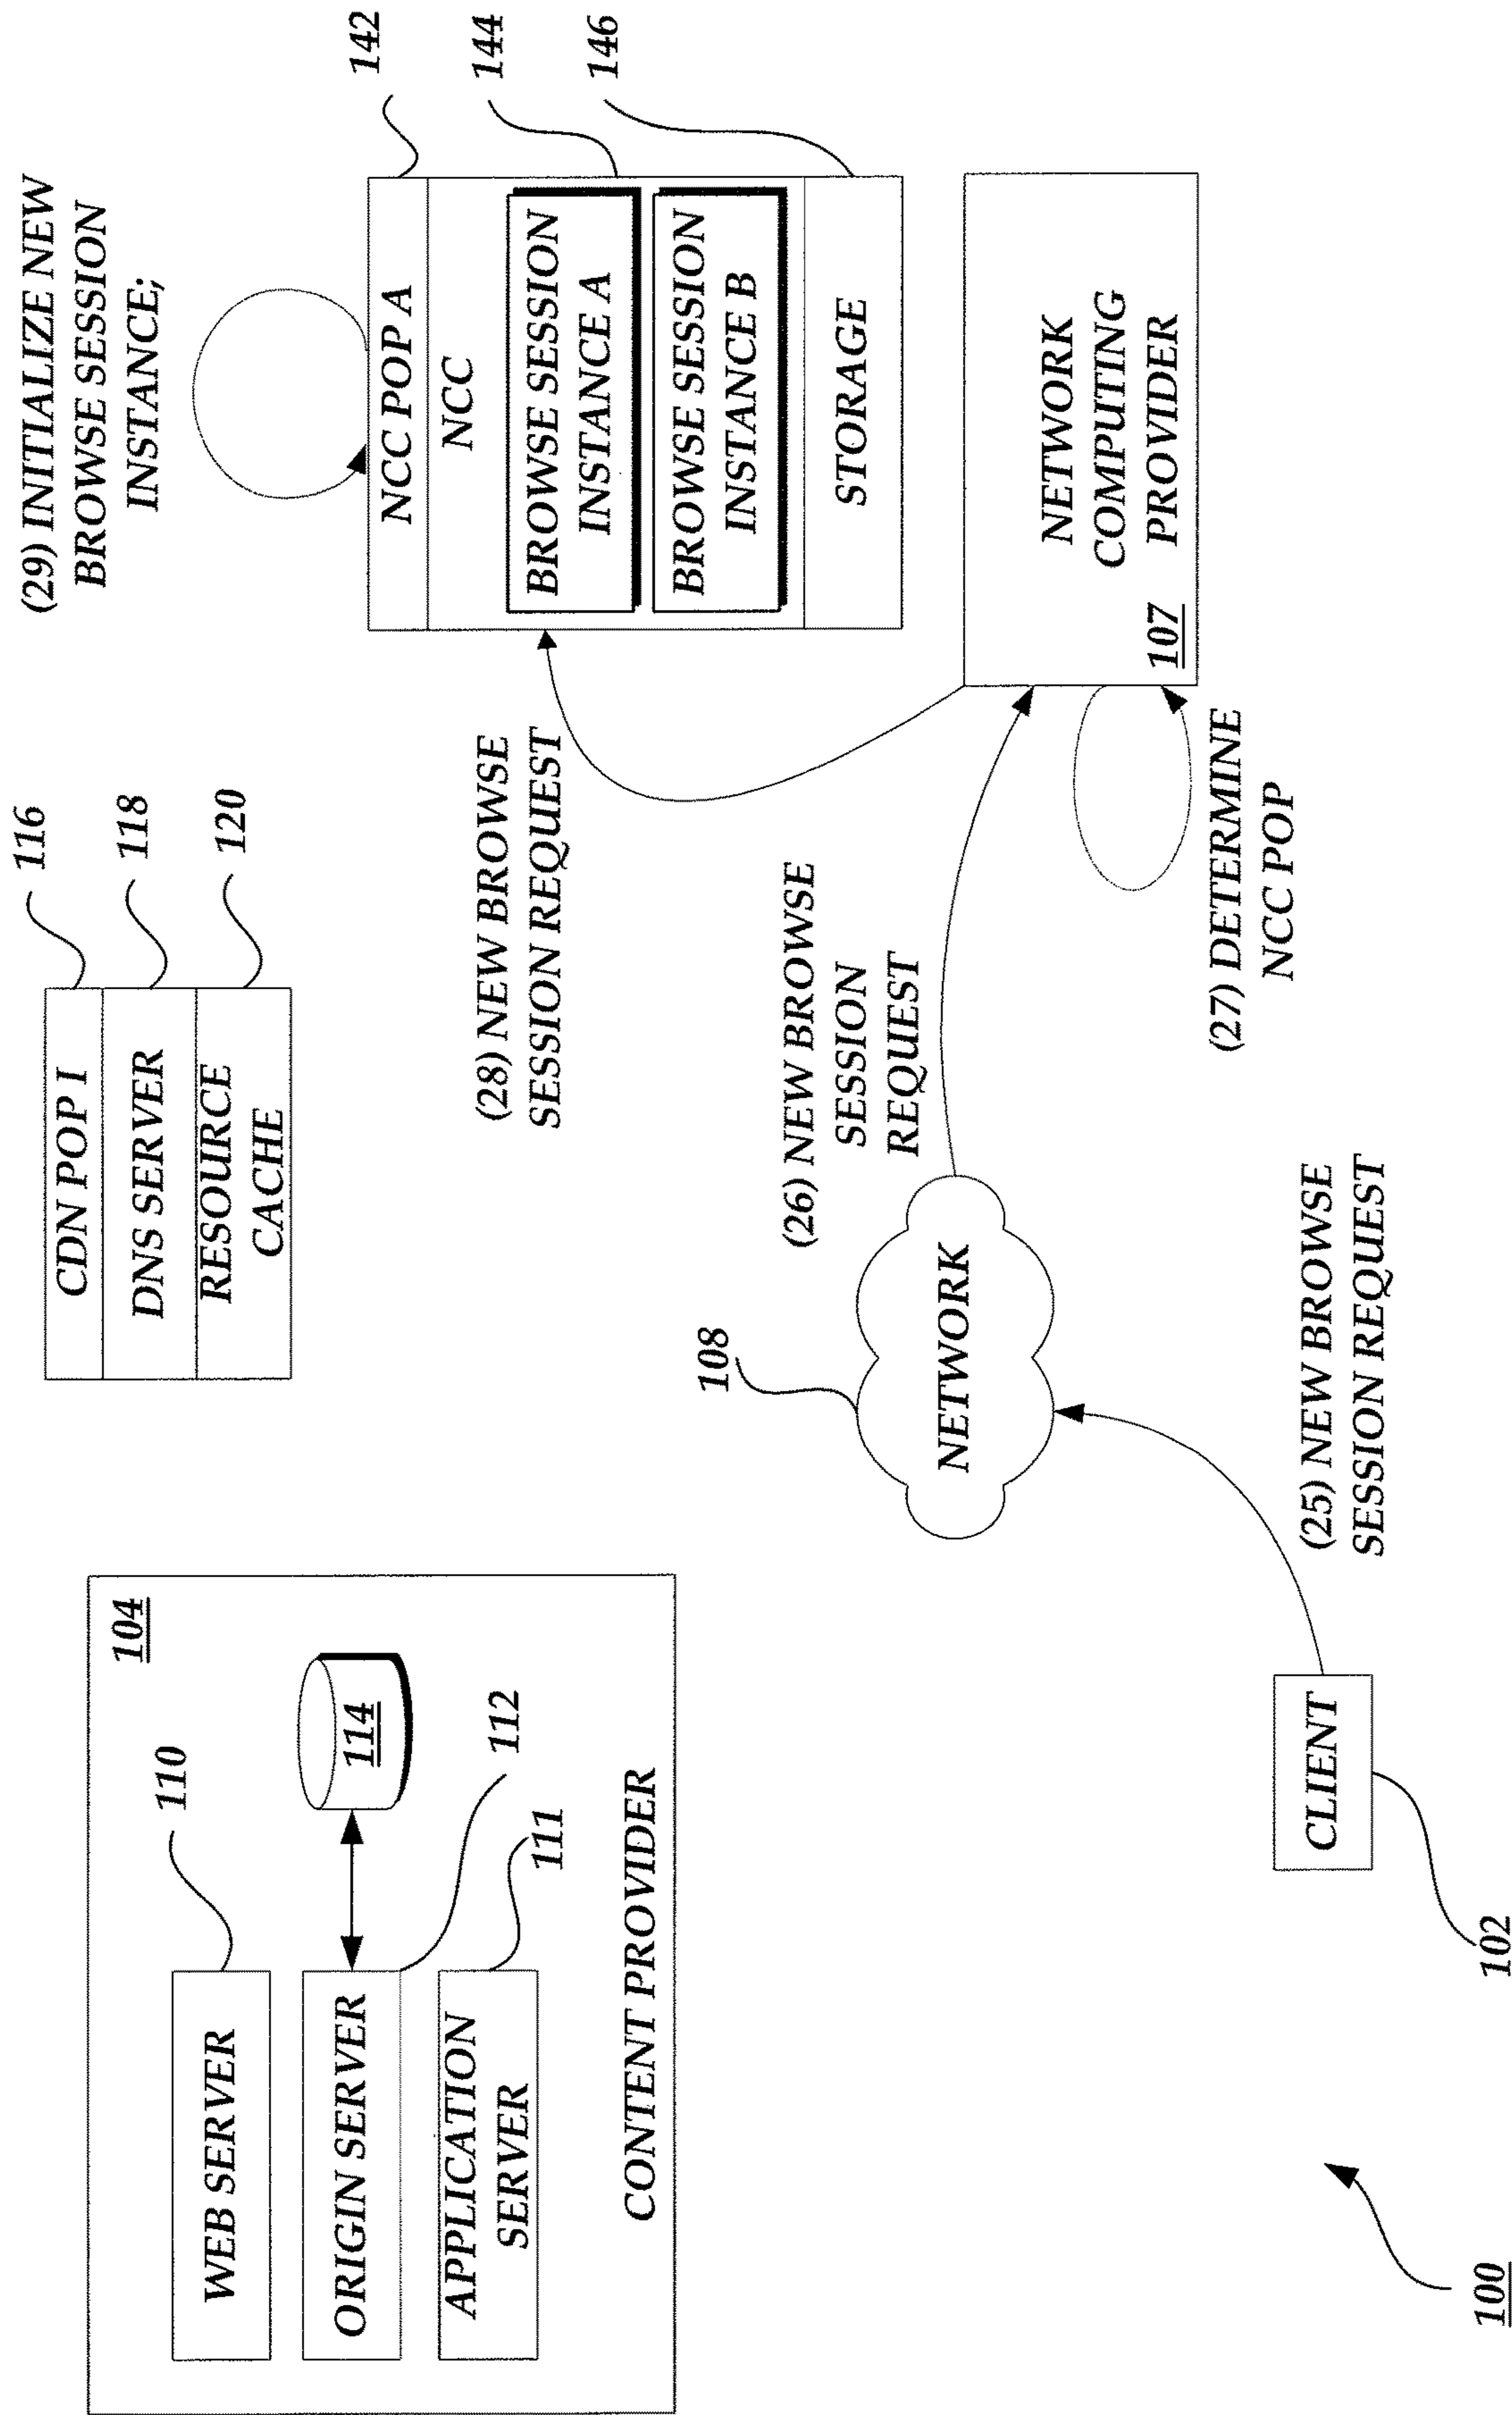 104
WEB SERVER
110
ORIGIN SERVER
114
112
APPLICATION
SERVER
111
CONTENT PROVIDER
CDN POP I
116
DNS SERVER
118
RESOURCE
CACHE
120
(29) INITIALIZE NEW
BROWSE SESSION
INSTANCE;
NCC POP A
142
NCC
BROWSE SESSION
INSTANCE A
144
BROWSE SESSION
INSTANCE B
STORAGE
146
(28) NEW BROWSE
SESSION REQUEST
108
NETWORK
(26) NEW BROWSE
SESSION
REQUEST
NETWORK
COMPUTING
PROVIDER
107
(27) DETERMINE
NCC POP
(25) NEW BROWSE
SESSION REQUEST
CLIENT
102
100